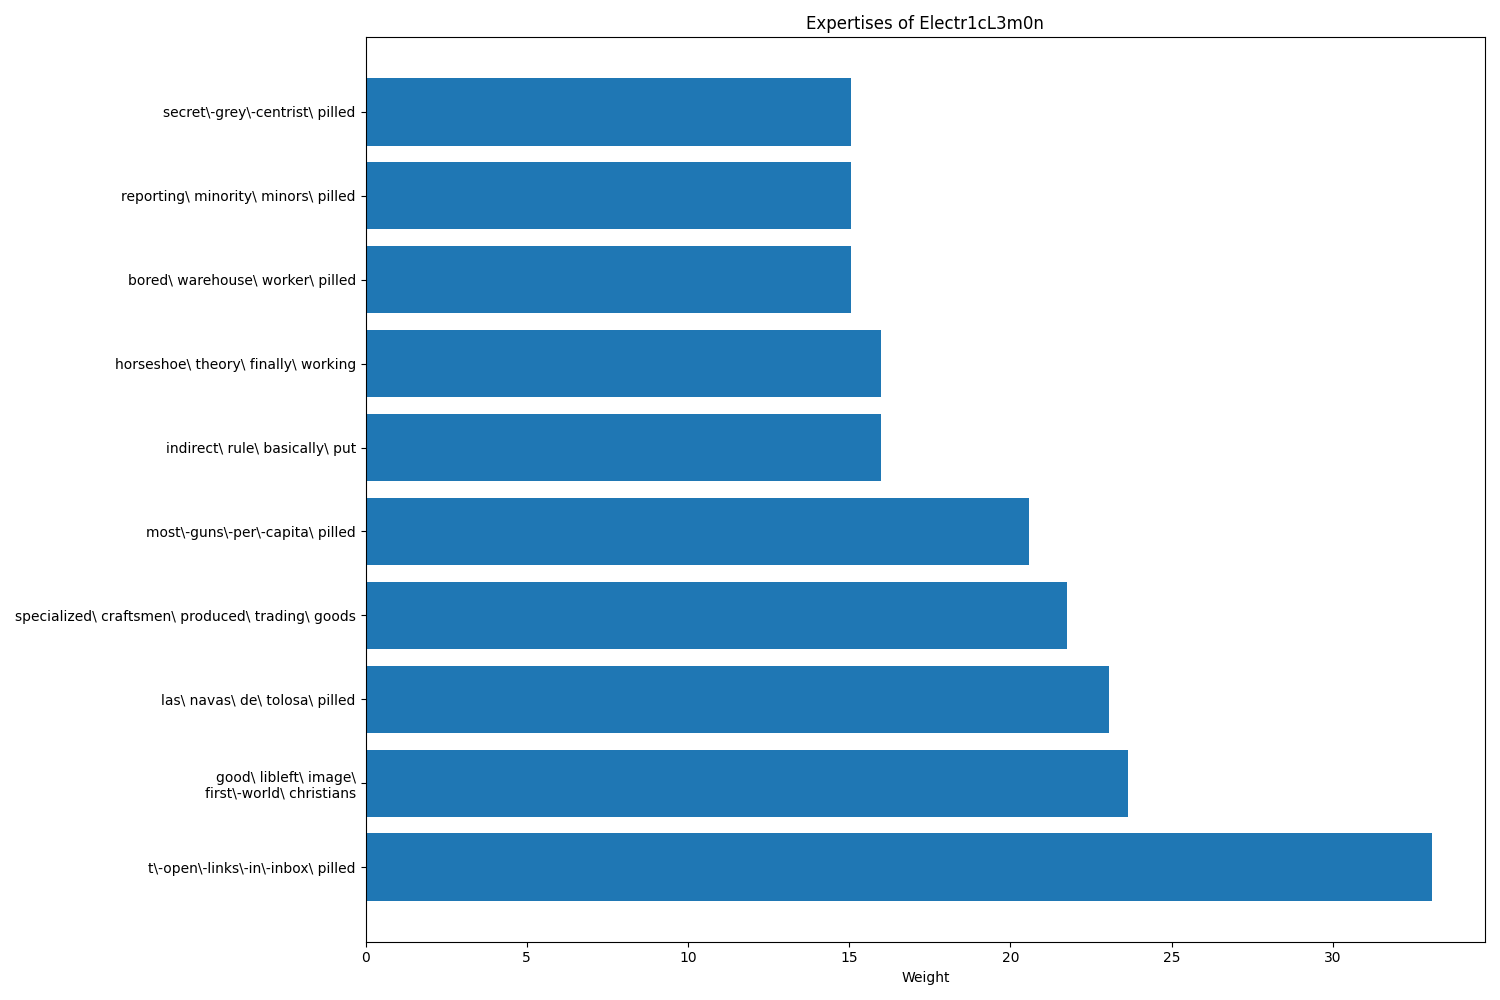 Expertises of Electr1cL3m0n
secret\-grey\-centrist\ pilled
reporting\ minority\ minors\ pilled
bored\ warehouse\ worker\ pilled
horseshoe\ theory\ finally\ working
indirect\ rule\ basically\ put
most\-guns\-per\-capita\ pilled
specialized\ craftsmen\ produced\ trading\ goods
las\ navas\ de\ tolosa\ pilled
good\ libleft\ image\
first\-world\ christians
t\-open\-links\-in\-inbox\ pilled
0 5 10 15 20 25 30
Weight